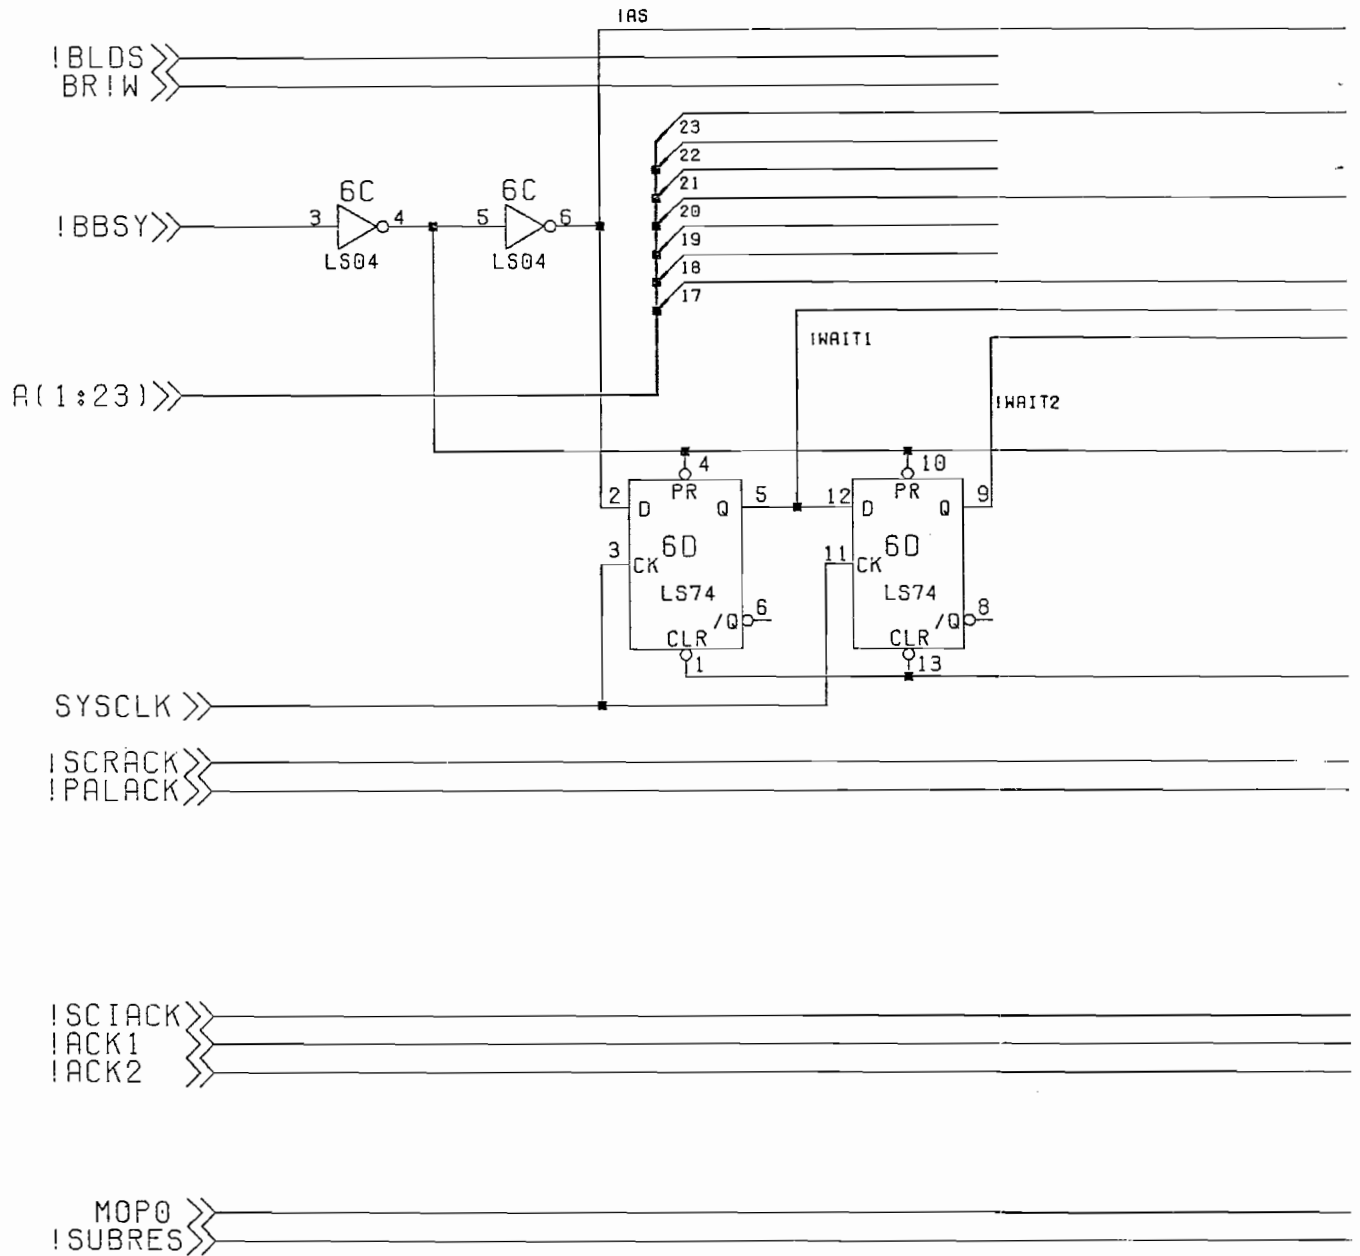 !AS
!BLDS
BR!W
23
22
21
20
19
18
17
6C
6C
!BBSY
3
4
5
6
LS04
LS04
!WAIT1
A(1:23)
!WAIT2
4
10
PR
PR
2
D
Q
5
12
D
Q
9
3
CK
6D
11
CK
6D
LS74
LS74
/Q
6
/Q
8
CLR
1
CLR
13
SYSCLK
!SCRACK
!PALACK
!SCIACK
!ACK1
!ACK2
MOP0
!SUBRES